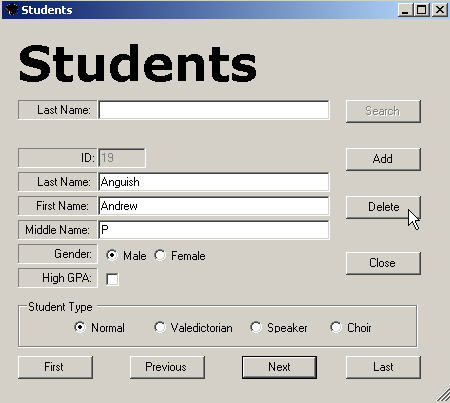 Students
Students
Last Name: Search
ID: 19 Add
Last Name: Anguish
First Name: Andrew Delete
Middle Name: P
Gender: Male Female Close
High GPA:
Student Type
Normal Valedictorian Speaker Choir
First Previous Next Last